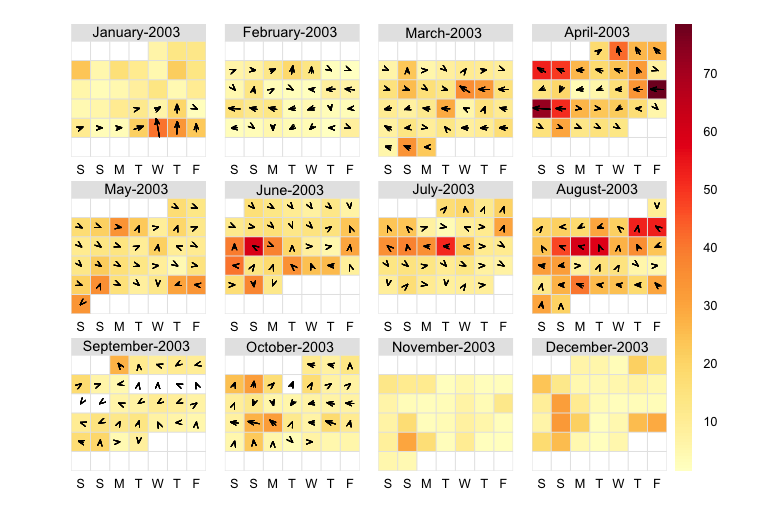 January-2003 February-2003 March-2003 April-2003
S S M T W T F S S M T W T F S S M T W T F S S M T W T F
May-2003 June-2003 July-2003 August-2003
S S M T W T F S S M T W T F S S M T W T F S S M T W T F
September-2003 October-2003 November-2003 December-2003
S S M T W T F S S M T W T F S S M T W T F S S M T W T F
70
60
50
40
30
20
10